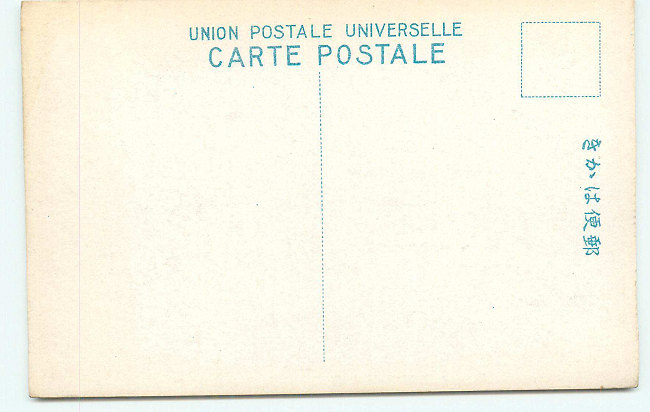 UNION POSTALE UNIVERSELLE
CARTE POSTALE
郵便はかき